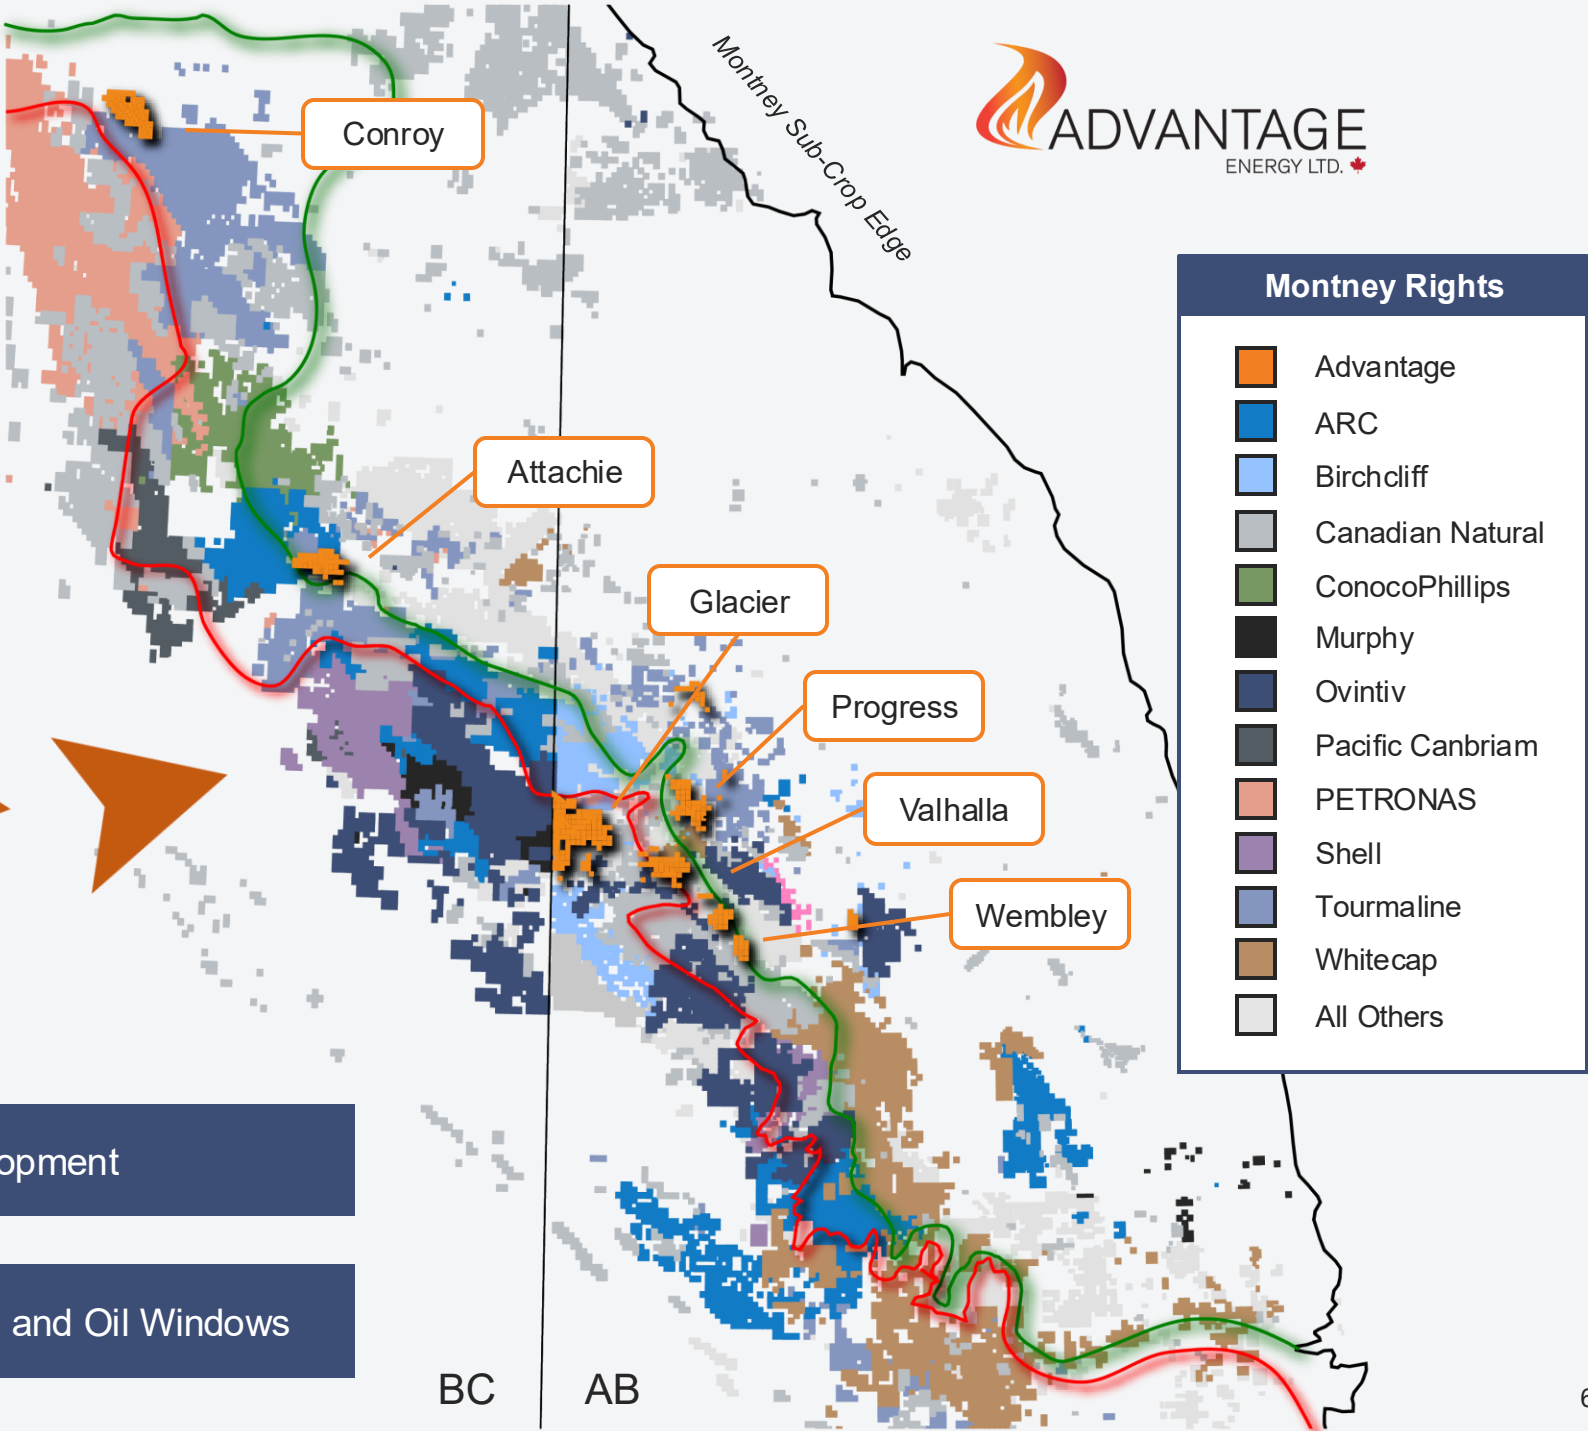 Montney Sub-Crop Edge
ADVANTAGE
ENERGY LTD.
Conroy
Attachie
Glacier
Progress
Valhalla
Wembley
Montney Rights
Advantage
ARC
Birchcliff
Canadian Natural
ConocoPhillips
Murphy
Ovintiv
Pacific Canbriam
PETRONAS
Shell
Tourmaline
Whitecap
All Others
opment
and Oil Windows
BC
AB
6